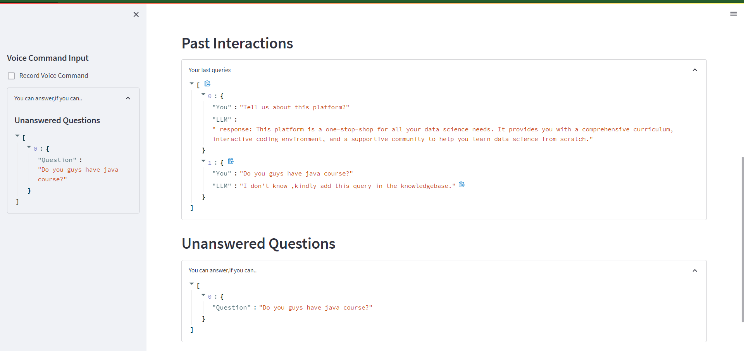 Voice Command Input
Record Voice Command
You can answer,if you can..
Unanswered Questions
[
0 : {
"Question" :
"Do you guys have java
course?"
}
]
Past Interactions
Your last queries
[
0 : {
"You" : "Tell us about this platform?"
"LLM" :
" response: This platform is a one-stop-shop for all your data science needs. It provides you with a comprehensive curriculum,
interactive coding environment, and a supportive community to help you learn data science from scratch."
}
1 : {
"You" : "Do you guys have java course?"
"LLM" : "I don't know ,kindly add this query in the knowledgebase."
}
]
Unanswered Questions
You can answer,if you can..
[
0 : {
"Question" : "Do you guys have java course?"
}
]